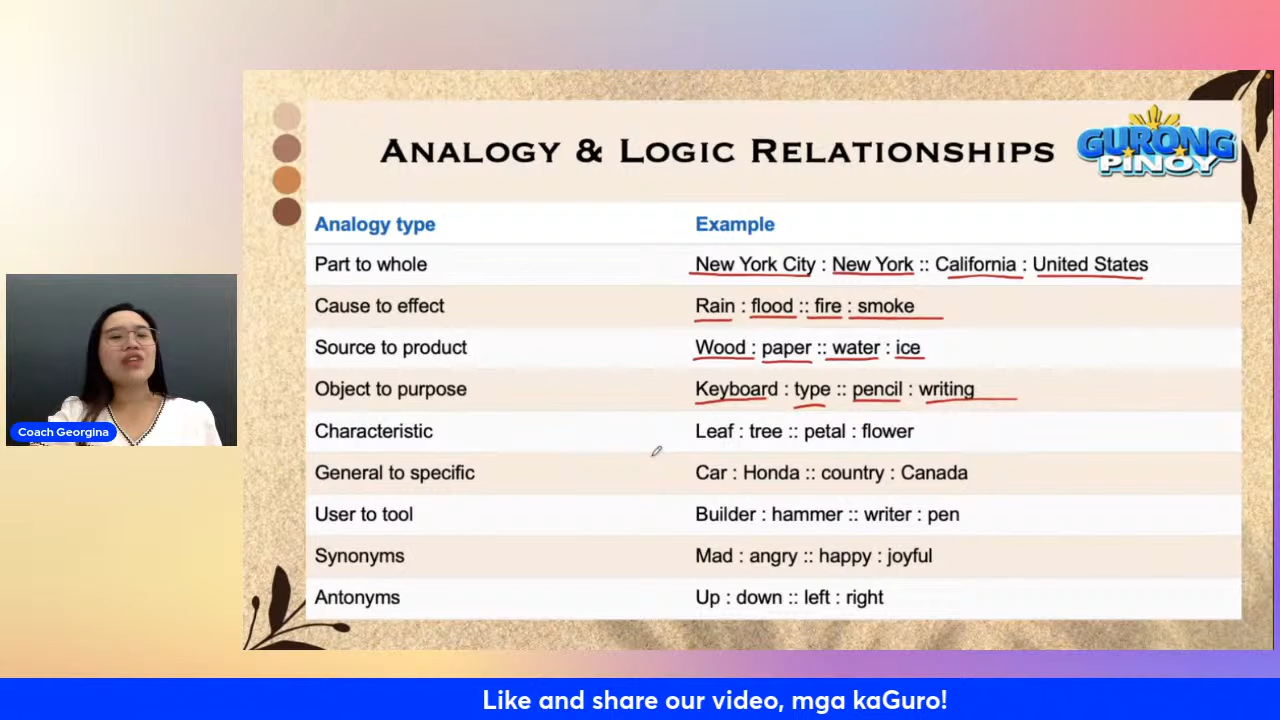 ANALOGY & LOGIC RELATIONSHIPS
GURONG
PINOY
Analogy type Example
Part to whole New York City : New York :: California : United States
Cause to effect Rain : flood :: fire : smoke
Source to product Wood : paper :: water : ice
Object to purpose Keyboard : type :: pencil : writing
Characteristic Leaf : tree :: petal : flower
General to specific Car : Honda :: country : Canada
User to tool Builder : hammer :: writer : pen
Synonyms Mad : angry :: happy : joyful
Antonyms Up : down :: left : right
Coach Georgina
Like and share our video, mga kaGuro!